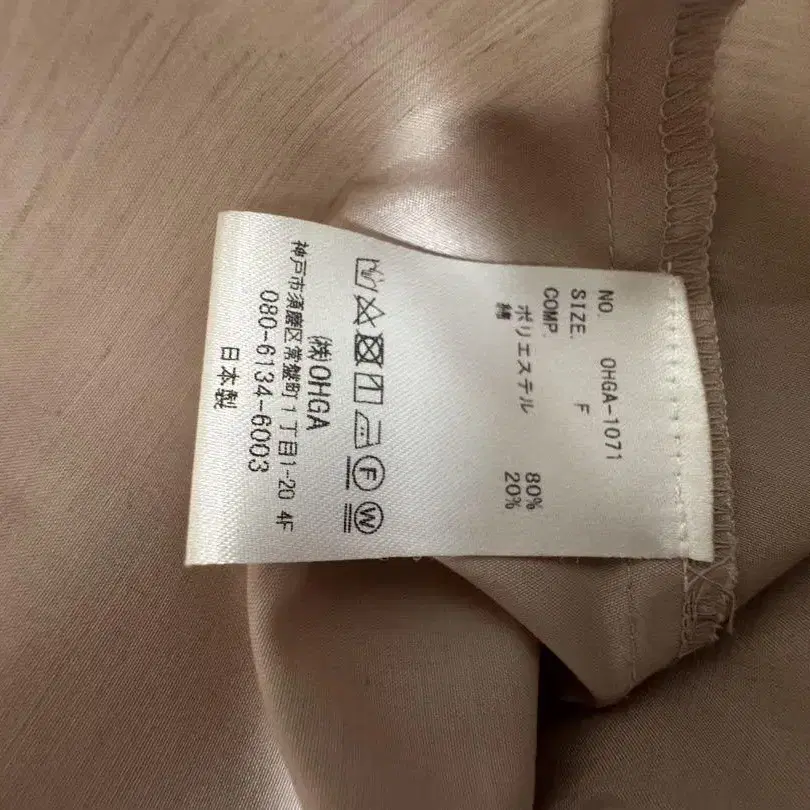 NO. OHGA-1071
SIZE. F
COMP.
ポリエステル 80%
綿 20%
F W
(株)OHGA
神戸市須磨区常盤町1丁目1-20 4F
080-6134-6003
日本製